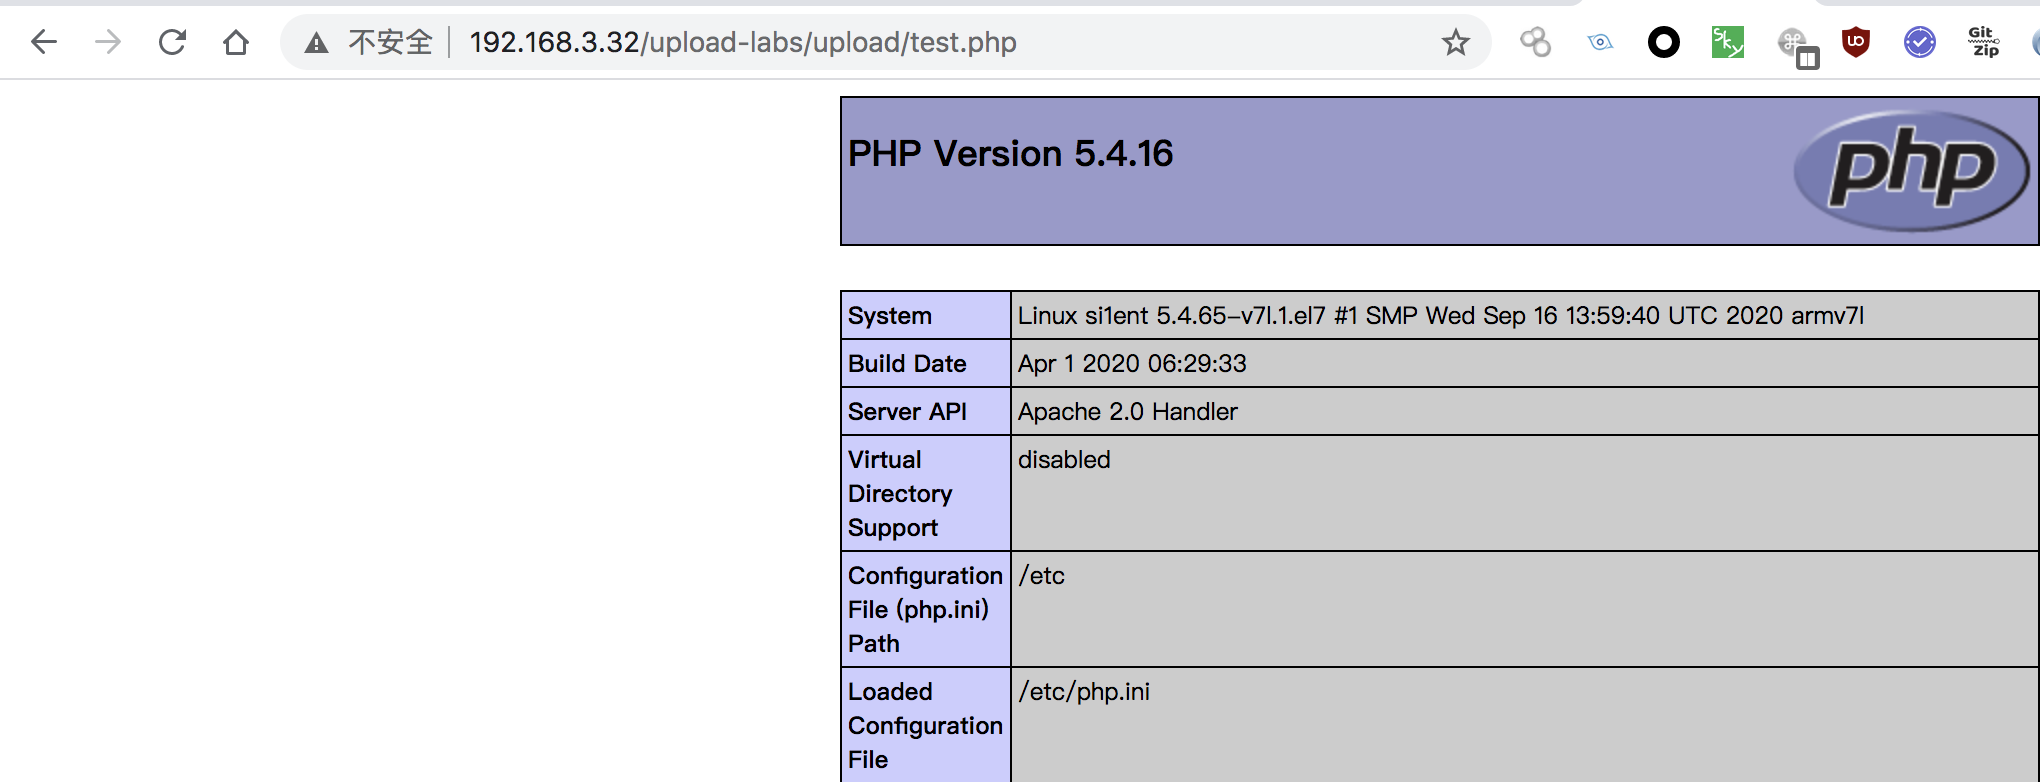 不安全 192.168.3.32/upload-labs/upload/test.php
Sky
UO
Git
Zip
PHP Version 5.4.16
php
System Linux si1ent 5.4.65-v7l.1.el7 #1 SMP Wed Sep 16 13:59:40 UTC 2020 armv7l
Build Date Apr 1 2020 06:29:33
Server API Apache 2.0 Handler
Virtual disabled
Directory
Support
Configuration /etc
File (php.ini)
Path
Loaded /etc/php.ini
Configuration
File